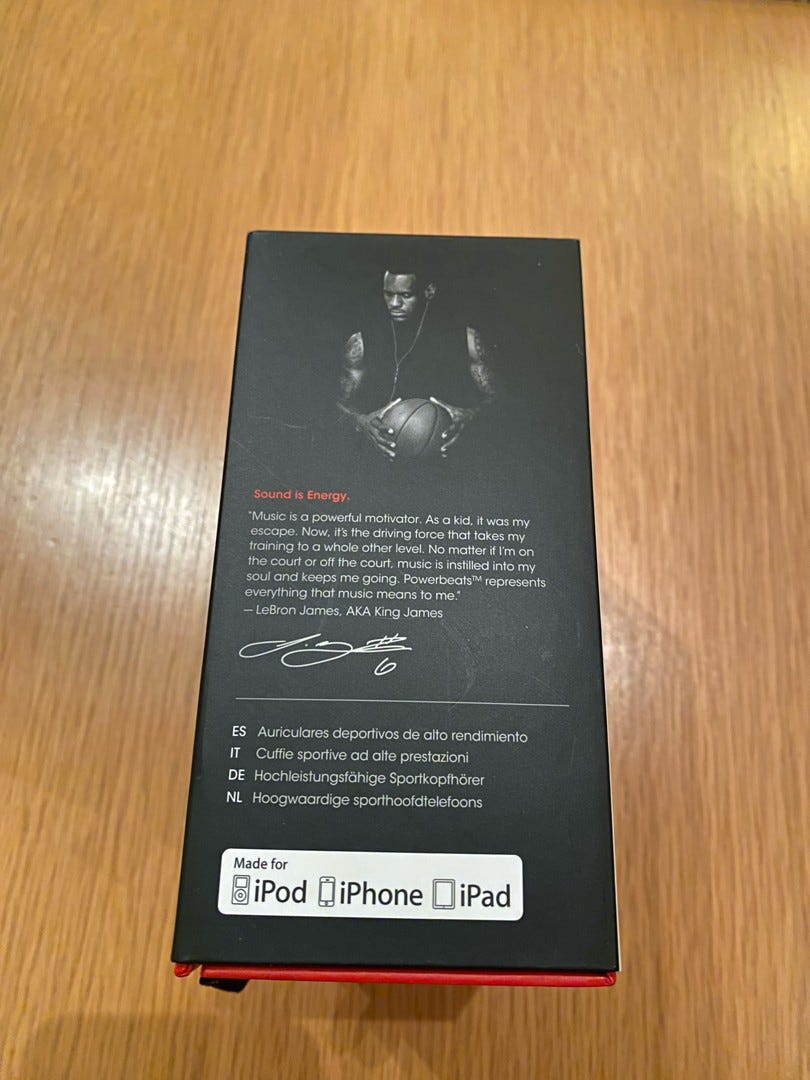 Sound is Energy.
"Music is a powerful motivator. As a kid, it was my
escape. Now, it's the driving force that takes my
training to a whole other level. No matter if I'm on
the court or off the court, music is instilled into my
soul and keeps me going. Powerbeats™ represents
everything that music means to me."
— LeBron James, AKA King James
ES Auriculares deportivos de alto rendimiento
IT Cuffie sportive ad alte prestazioni
DE Hochleistungsfähige Sportkopfhörer
NL Hoogwaardige sporthoofdtelefoons
Made for
iPod iPhone iPad